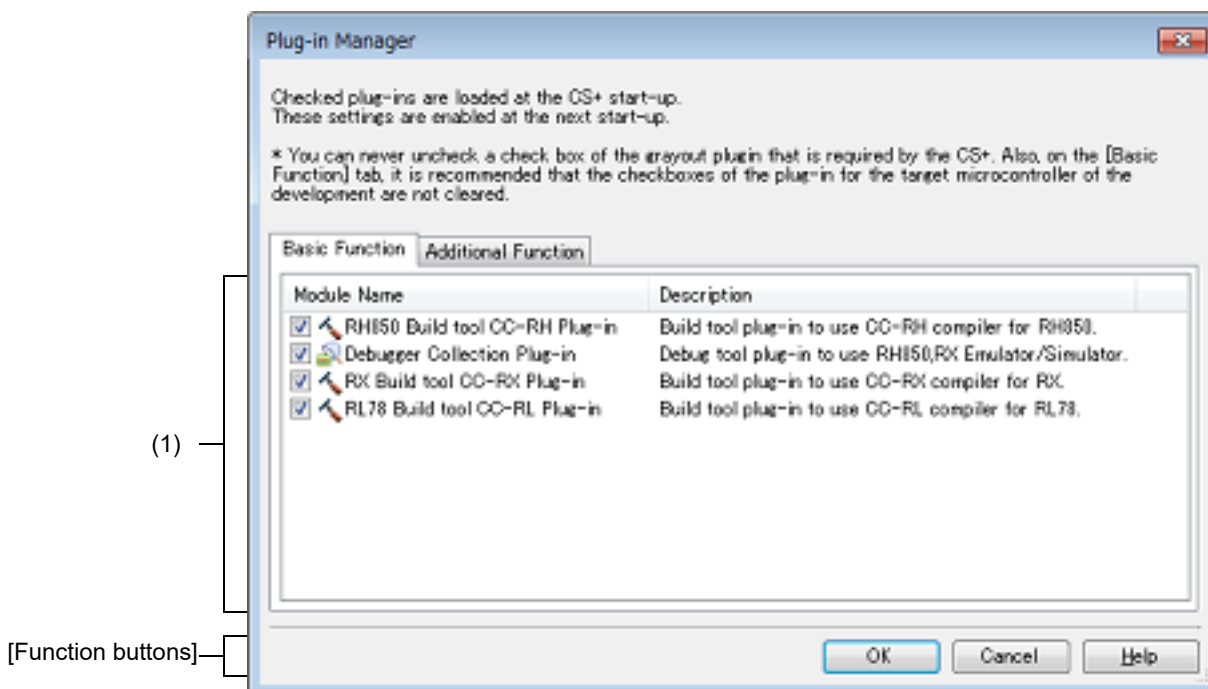 Plug-in Manager
Checked plug-ins are loaded at the CS+ start-up.
These settings are enabled at the next start-up.
* You can never uncheck a check box of the grayout plugin that is required by the CS+. Also, on the [Basic
Function] tab, it is recommended that the checkboxes of the plug-in for the target microcontroller of the
development are not cleared.
Basic Function Additional Function
Module Name Description
RH850 Build tool CC-RH Plug-in Build tool plug-in to use CC-RH compiler for RH850.
Debugger Collection Plug-in Debug tool plug-in to use RH850,RX Emulator/Simulator.
RX Build tool CC-RX Plug-in Build tool plug-in to use CC-RX compiler for RX.
RL78 Build tool CC-RL Plug-in Build tool plug-in to use CC-RL compiler for RL78.
(1)
[Function buttons]
OK Cancel Help